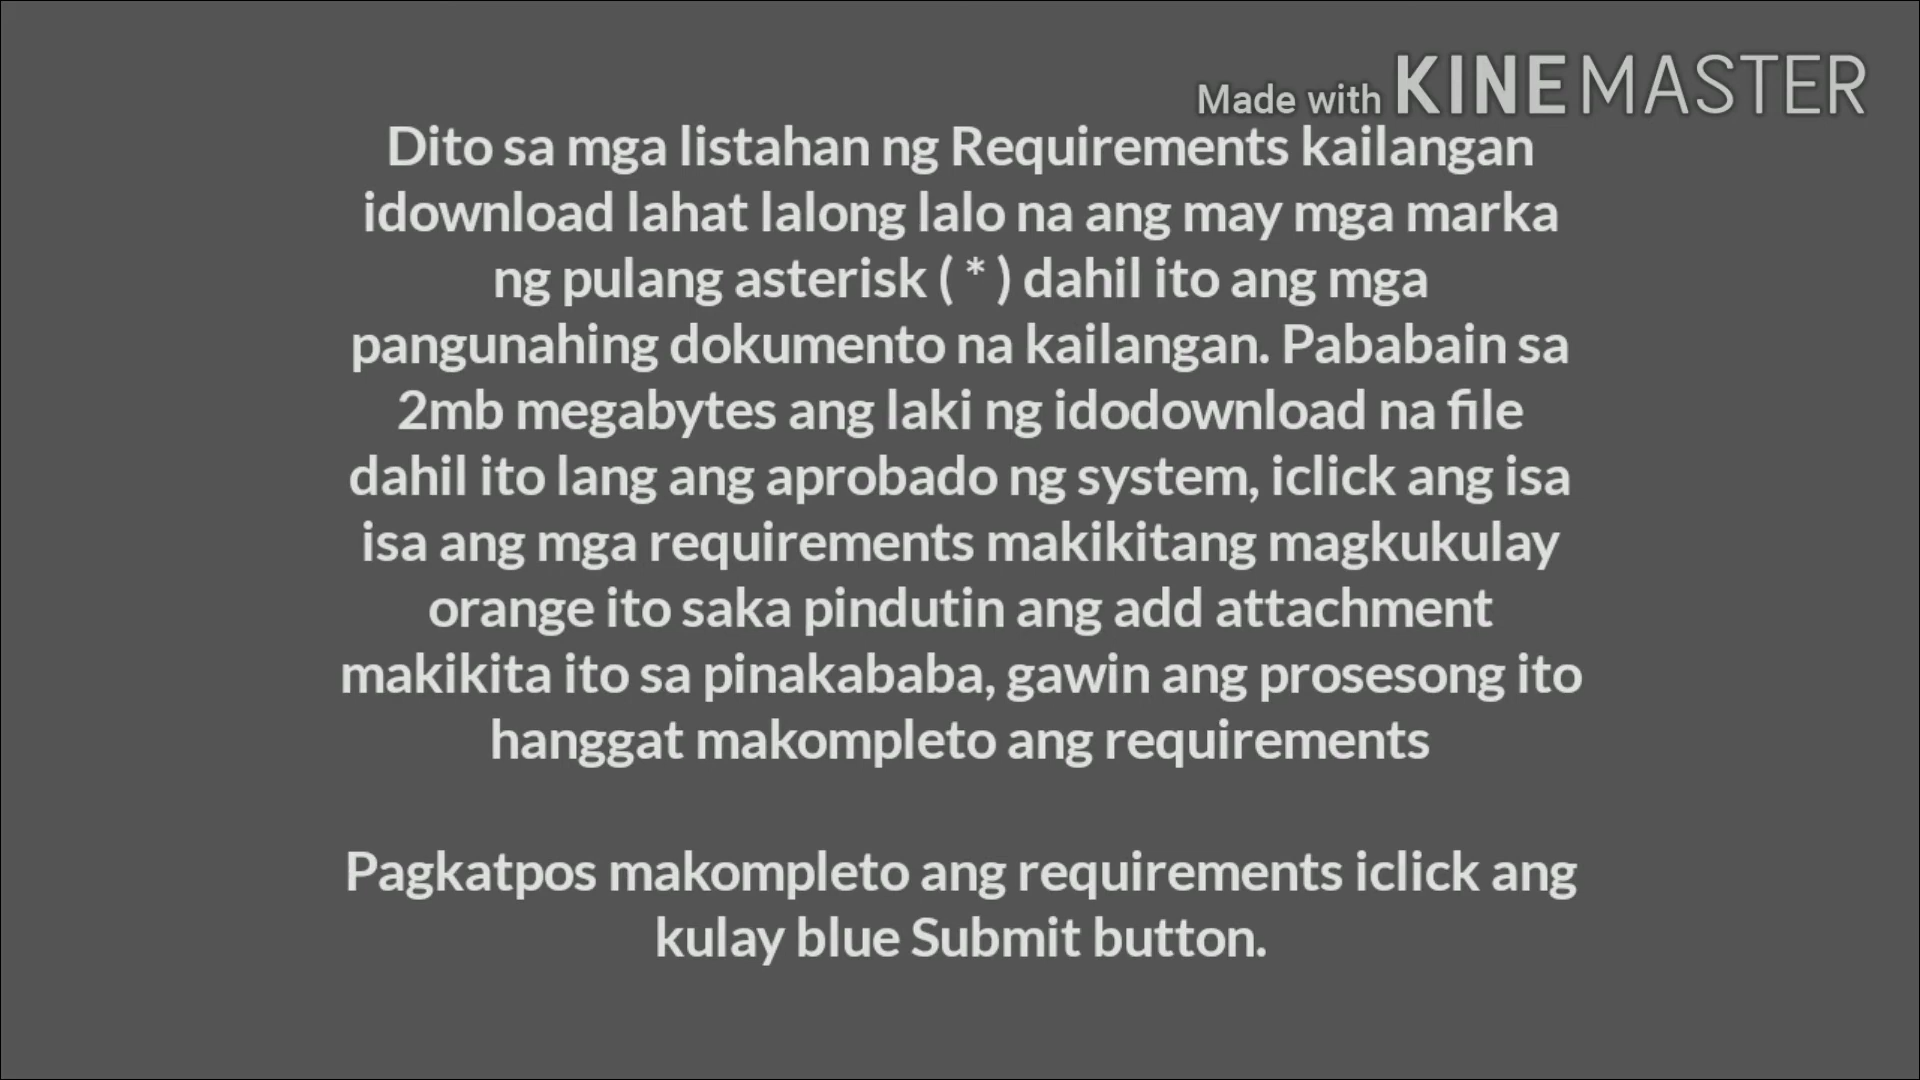 Made with KINEMASTER
Dito sa mga listahan ng Requirements kailangan
idownload lahat lalong lalo na ang may mga marka
ng pulang asterisk ( * ) dahil ito ang mga
pangunahing dokumento na kailangan. Pababain sa
2mb megabytes ang laki ng idodownload na file
dahil ito lang ang aprobado ng system, iclick ang isa
isa ang mga requirements makikitang magkukulay
orange ito saka pindutin ang add attachment
makikita ito sa pinakababa, gawin ang prosesong ito
hanggat makompleto ang requirements
Pagkatpos makompleto ang requirements iclick ang
kulay blue Submit button.